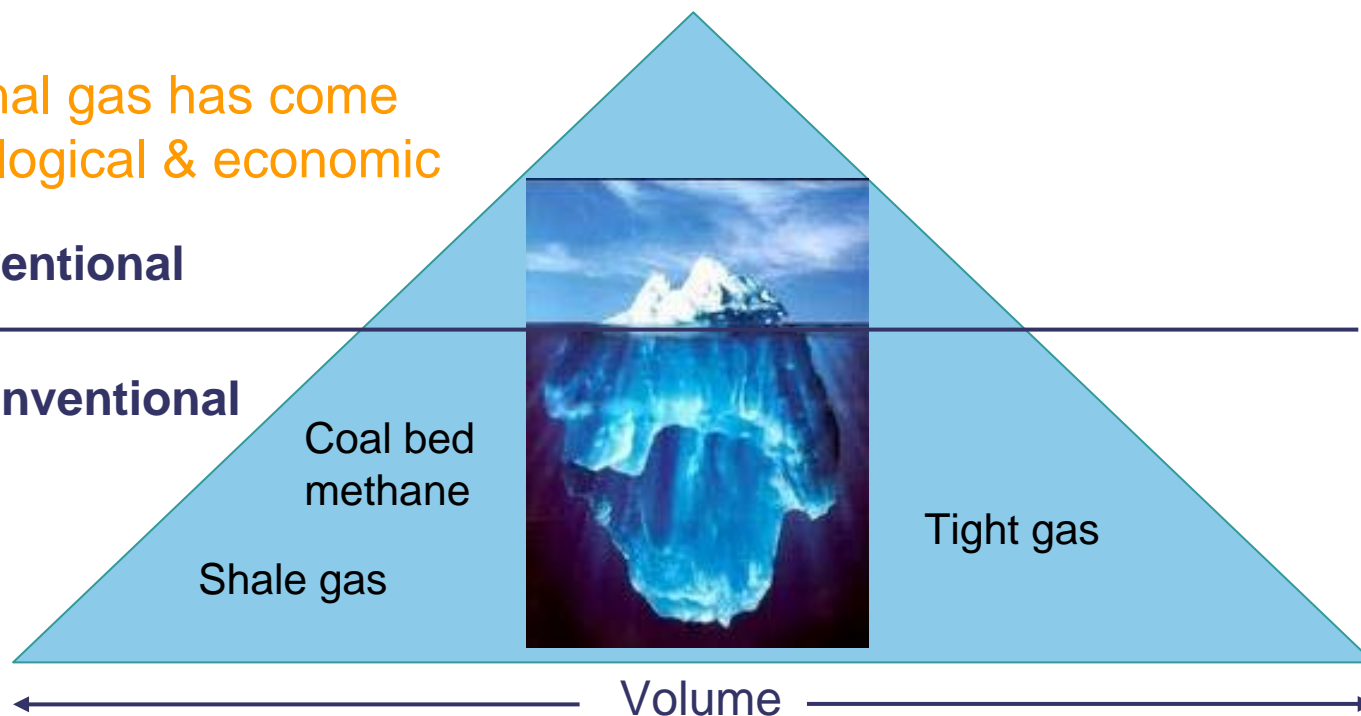 nal gas has come
logical & economic
entional
nventional
Coal bed
methane
Tight gas
Shale gas
Volume